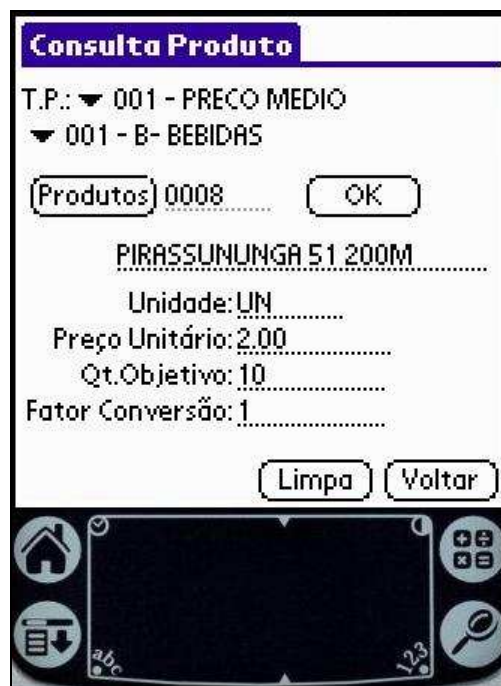 Consulta Produto
T.P.: 001 - PRECO MEDIO
001 - B- BEBIDAS
Produtos 0008 OK
PIRASSUNUNGA 51 200M
Unidade: UN
Preço Unitário: 2.00
Qt.Objetivo: 10
Fator Conversão: 1
Limpa Voltar
abc 123